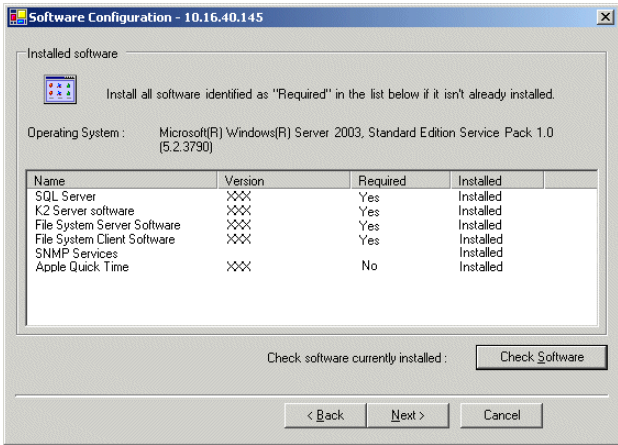 Software Configuration - 10.16.40.145
Installed software
Install all software identified as "Required" in the list below if it isn't already installed.
Operating System : Microsoft(R) Windows(R) Server 2003, Standard Edition Service Pack 1.0
(5.2.3790)
Name Version Required Installed
SQL Server XXX Yes Installed
K2 Server software XXX Yes Installed
File System Server Software XXX Yes Installed
File System Client Software XXX Yes Installed
SNMP Services Installed
Apple Quick Time XXX No Installed
Check software currently installed : Check Software
< Back Next > Cancel